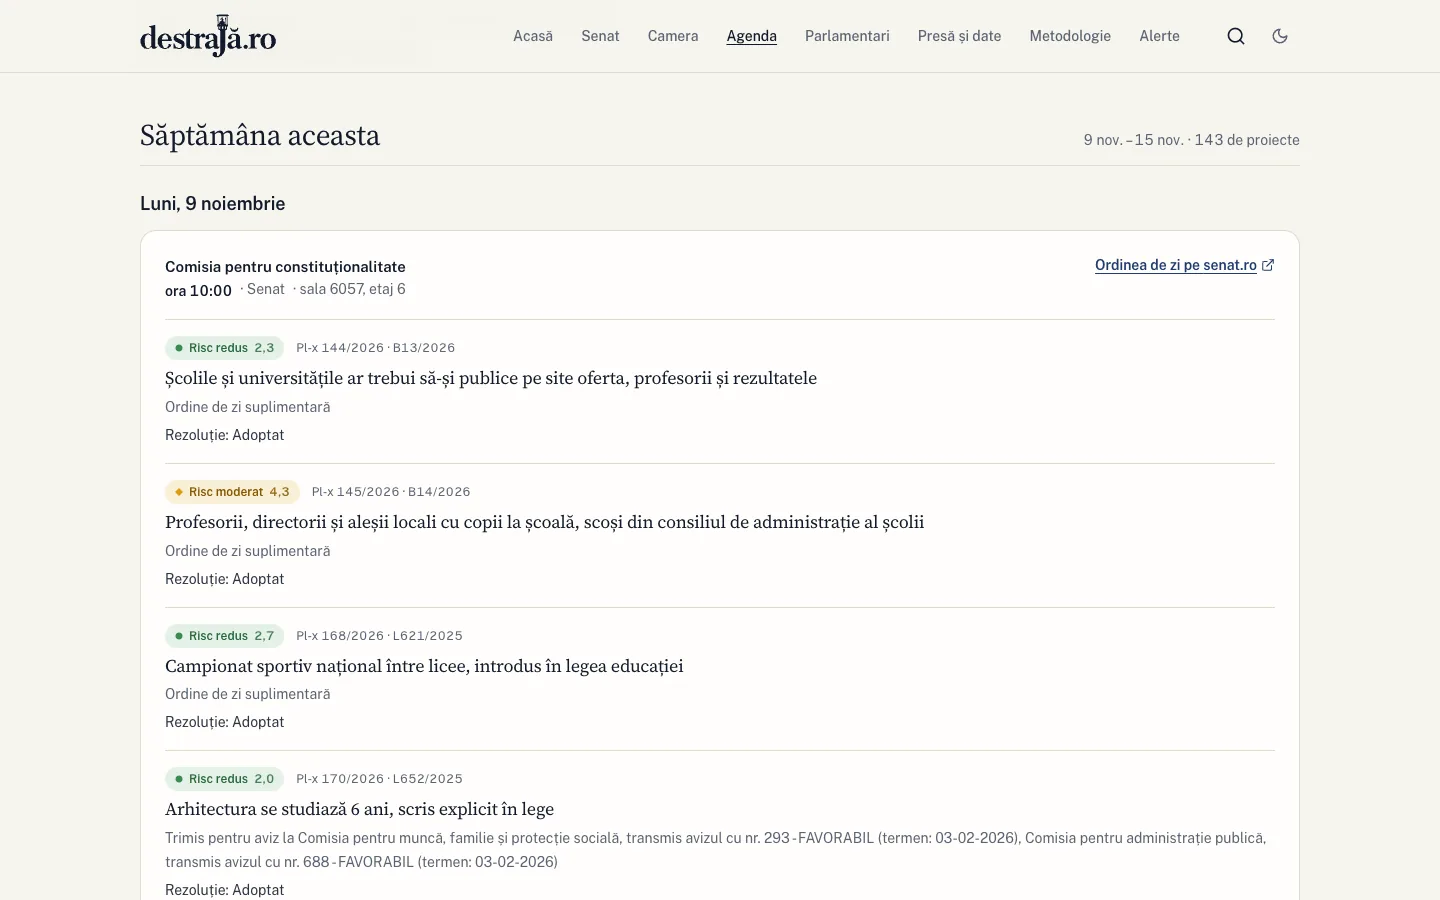 destrajă.ro
Acasă
Senat
Camera
Agenda
Parlamentari
Presă și date
Metodologie
Alerte
Săptămâna aceasta
9 nov. – 15 nov. · 143 de proiecte
Luni, 9 noiembrie
Comisia pentru constituționalitate
Ordinea de zi pe senat.ro
ora 10:00 · Senat · sala 6057, etaj 6
Risc redus 2,3 Pl-x 144/2026 · B13/2026
Școlile și universitățile ar trebui să-și publice pe site oferta, profesorii și rezultatele
Ordine de zi suplimentară
Rezoluție: Adoptat
Risc moderat 4,3 Pl-x 145/2026 · B14/2026
Profesorii, directorii și aleșii locali cu copii la școală, scoși din consiliul de administrație al școlii
Ordine de zi suplimentară
Rezoluție: Adoptat
Risc redus 2,7 Pl-x 168/2026 · L621/2025
Campionat sportiv național între licee, introdus în legea educației
Ordine de zi suplimentară
Rezoluție: Adoptat
Risc redus 2,0 Pl-x 170/2026 · L652/2025
Arhitectura se studiază 6 ani, scris explicit în lege
Trimis pentru aviz la Comisia pentru muncă, familie și protecție socială, transmis avizul cu nr. 293 - FAVORABIL (termen: 03-02-2026), Comisia pentru administrație publică,
transmis avizul cu nr. 688 - FAVORABIL (termen: 03-02-2026)
Rezoluție: Adoptat